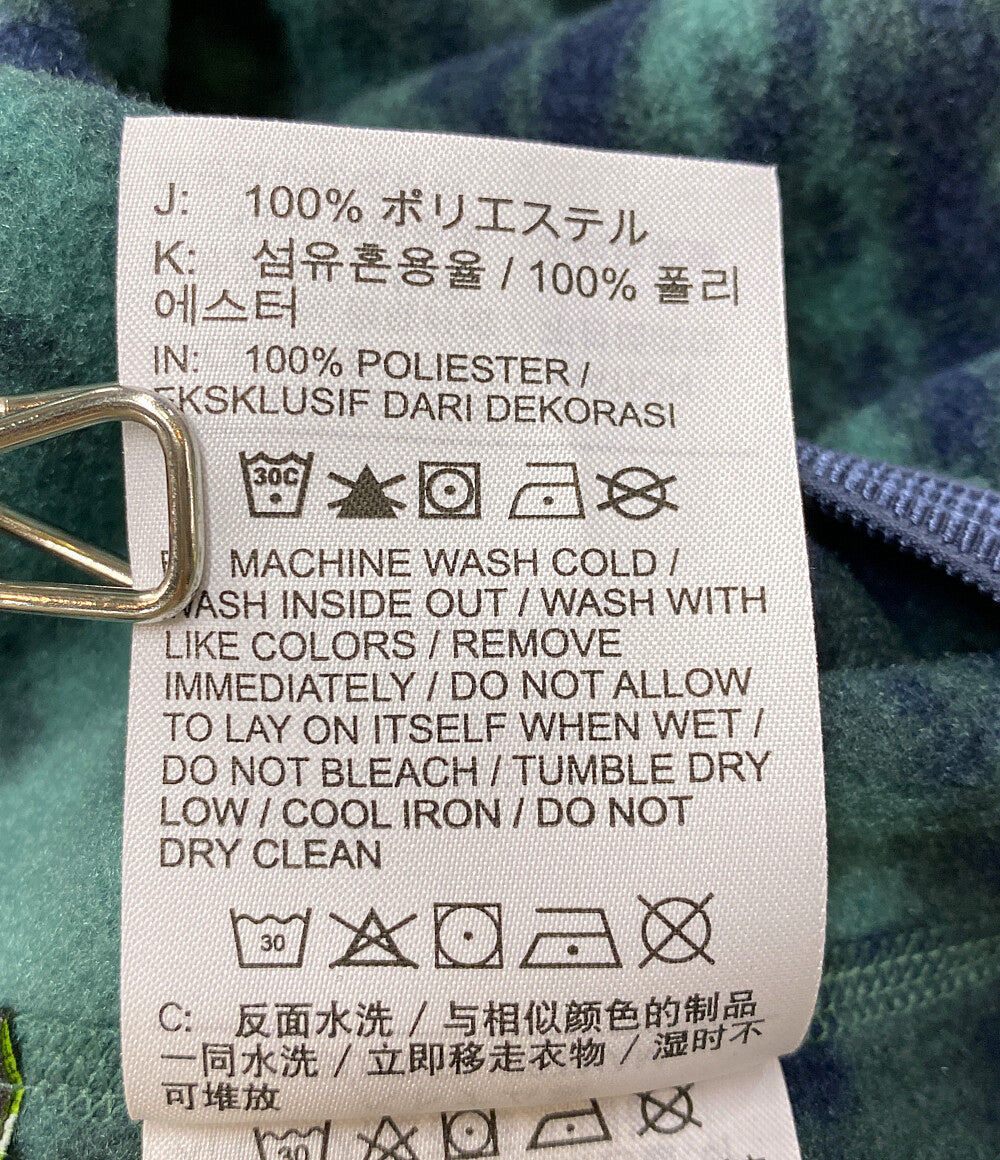 J: 100% ポリエステル
K: 섬유혼용율 / 100% 폴리
에스터
IN: 100% POLIESTER /
EKSKLUSIF DARI DEKORASI
30C
MACHINE WASH COLD /
WASH INSIDE OUT / WASH WITH
LIKE COLORS / REMOVE
IMMEDIATELY / DO NOT ALLOW
TO LAY ON ITSELF WHEN WET /
DO NOT BLEACH / TUMBLE DRY
LOW / COOL IRON / DO NOT
DRY CLEAN
30
C: 反面水洗 / 与相似颜色的制品
一同水洗 / 立即移走衣物 / 湿时不
可堆放
30